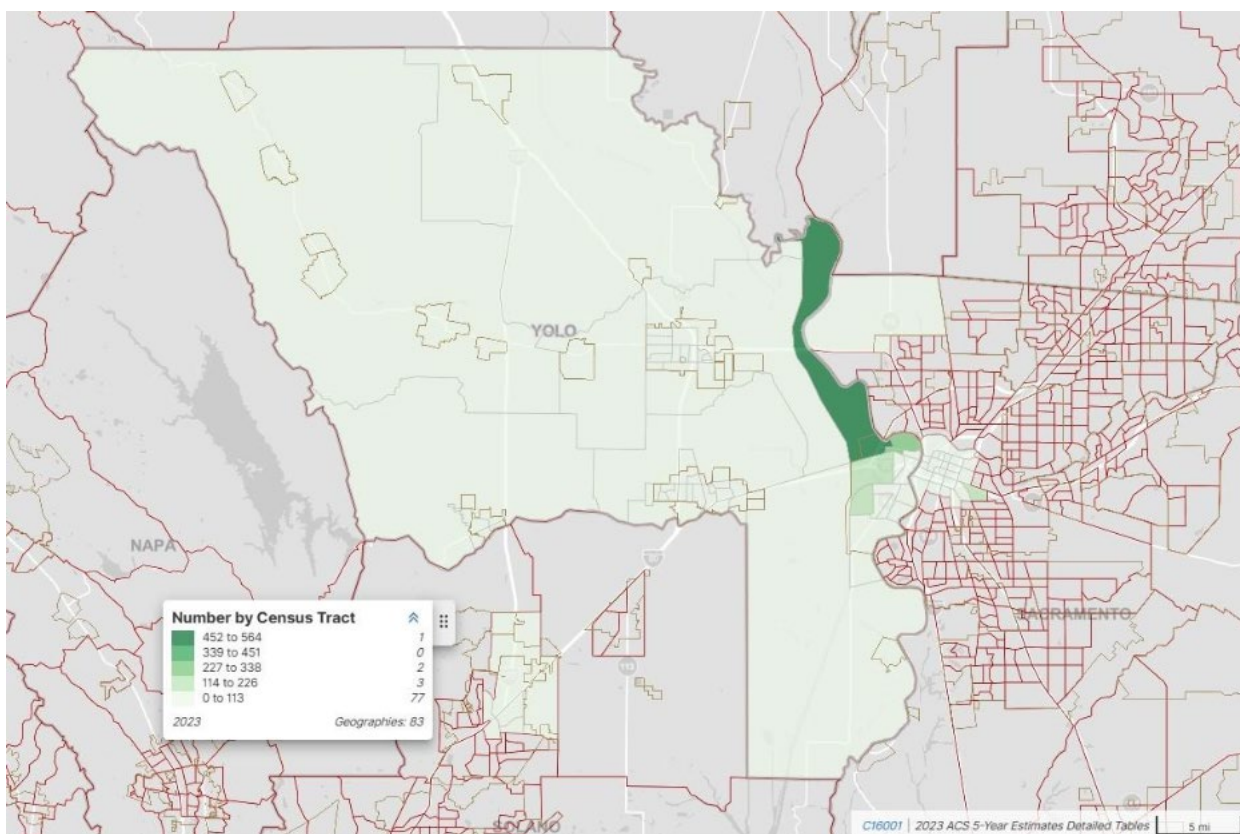 YOLO
NAPA
SACRAMENTO
Number by Census Tract
452 to 564 1
339 to 451 0
227 to 338 2
114 to 226 3
0 to 113 77
2023 Geographies: 83
113
SOLANO
C16001 | 2023 ACS 5-Year Estimates Detailed Tables 5 mi